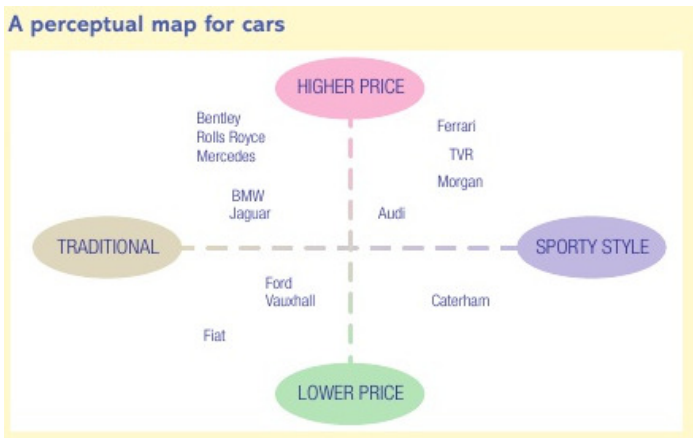 A perceptual map for cars
HIGHER PRICE
Bentley
Rolls Royce
Mercedes
Ferrari
TVR
Morgan
BMW
Jaguar
Audi
TRADITIONAL
SPORTY STYLE
Ford
Vauxhall
Caterham
Fiat
LOWER PRICE